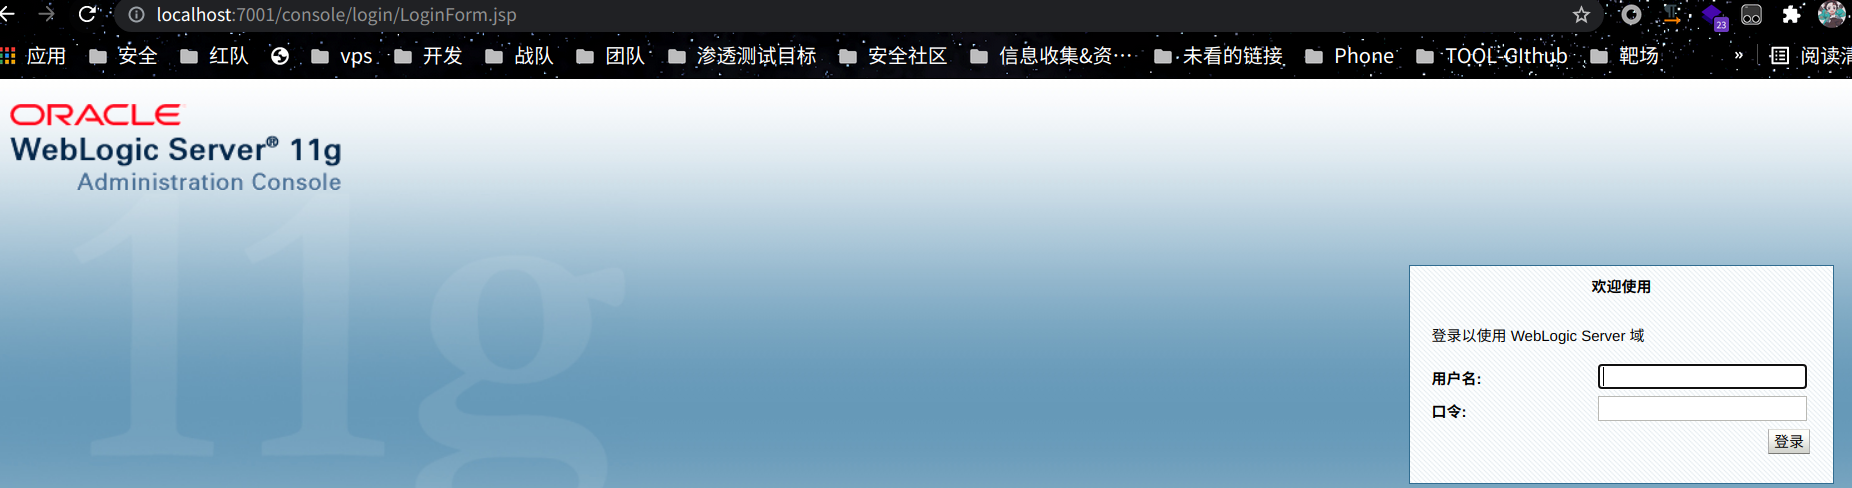 localhost:7001/console/login/LoginForm.jsp
应用 安全 红队 vps 开发 战队 团队 渗透测试目标 安全社区 信息收集&资… 未看的链接 Phone TOOL-GIthub 靶场 » 阅读清
23
ORACLE
WebLogic Server® 11g
Administration Console
11g
欢迎使用
登录以使用 WebLogic Server 域
用户名:
口令:
登录